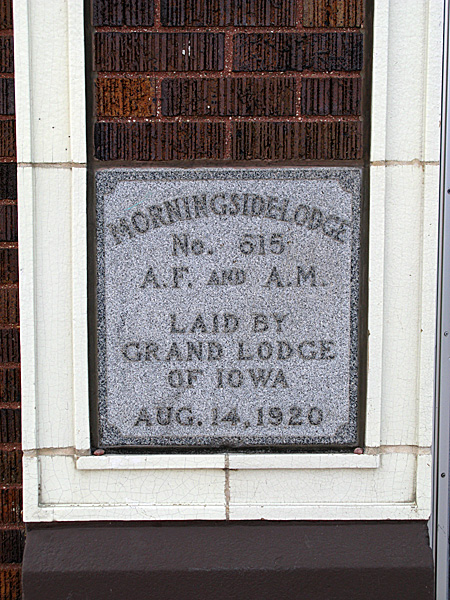 MORNINGSIDE LODGE
No. 615
A.F. AND A.M.
LAID BY
GRAND LODGE
OF IOWA
AUG. 14, 1920